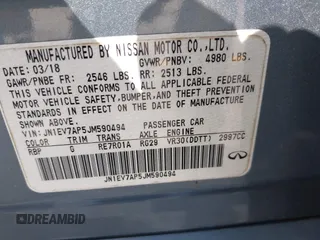 MANUFACTURED BY NISSAN MOTOR CO.,LTD.
DATE: 03/18 GVWR/PNBV: 4980 LBS.
GAWR/PNBE FR: 2546 LBS. RR: 2513 LBS.
THIS VEHICLE CONFORMS TO ALL APPLICABLE FEDERAL
MOTOR VEHICLE SAFETY, BUMPER, AND THEFT PREVENTION
STANDARDS IN EFFECT ON THE DATE OF MANUFACTURE
SHOWN ABOVE.
VIN: JN1EV7AP5JM590494 PASSENGER CAR
COLOR TRIM TRANS AXLE ENGINE
RBP G RE7R01A RG29 VR30(DDTT) 2997CC
JN1EV7AP5JM590494
DREAMBID